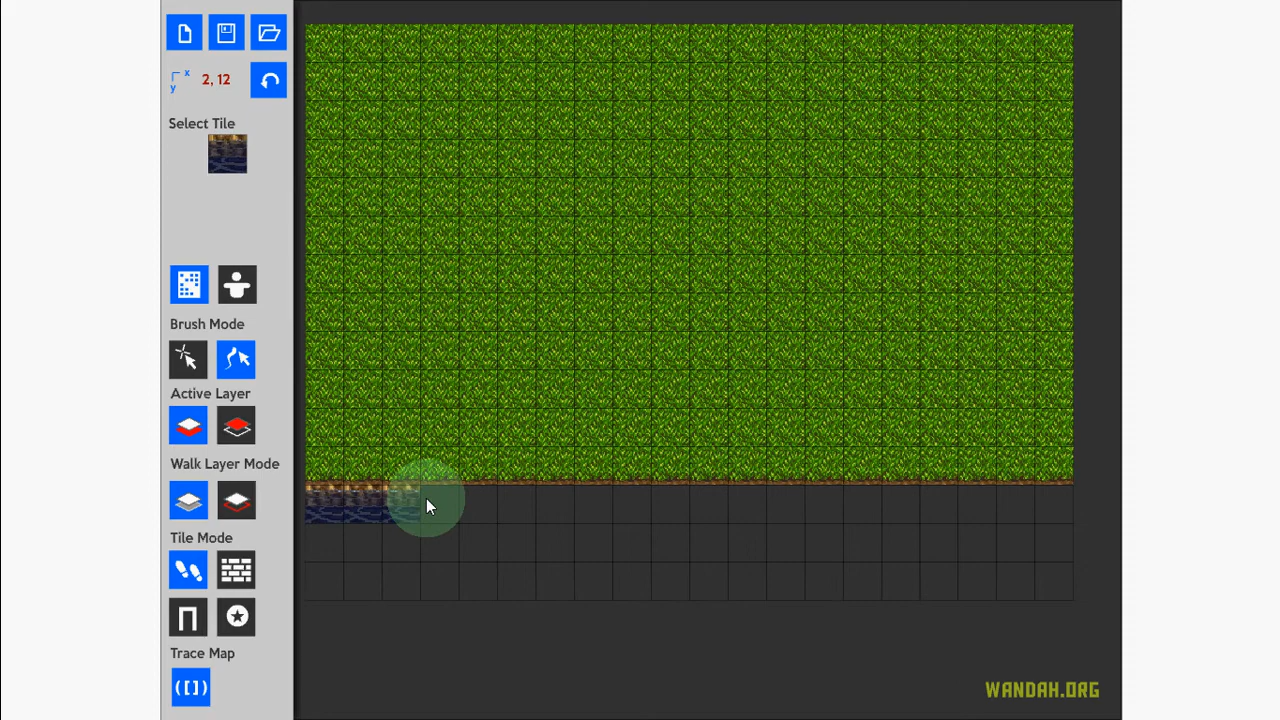 x
y
2, 12
Select Tile
Brush Mode
Active Layer
Walk Layer Mode
Tile Mode
Trace Map
([])
WANDAH.ORG